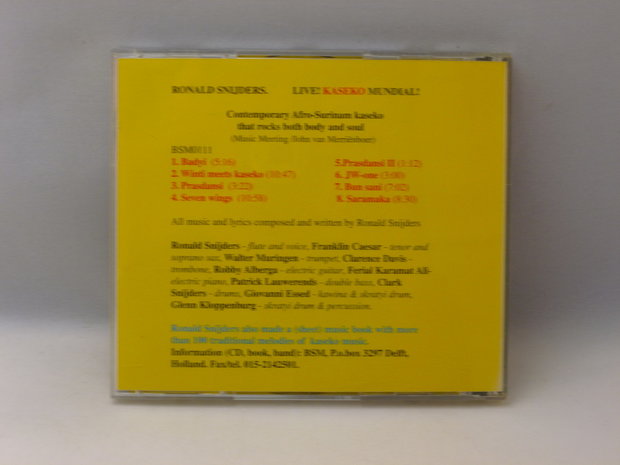 RONALD SNIJDERS. LIVE! KASEKO MUNDIAL!
Contemporary Afro-Surinam kaseko
that rocks both body and soul
(Music Meeting /John van Merriënboer)
BSM0111
1. Badyi (5:16)
2. Winti meets kaseko (10:47)
3. Prasdansi (3:22)
4. Seven wings (10:58)
5.Prasdansi II (1:12)
6. JW-one (3:00)
7. Bun sani (7:02)
8. Saramaka (8:30)
All music and lyrics composed and written by Ronald Snijders
Ronald Snijders - flute and voice, Franklin Caesar - tenor and
soprano sax, Walter Muringen - trumpet, Clarence Davis -
trombone, Robby Alberga - electric guitar, Ferial Karamat Ali-
electric piano, Patrick Lauwerends - double bass, Clark
Snijders - drums, Giovanni Essed - kawina & skratyi drum,
Glenn Kloppenburg - skratyi drum & percussion.
Ronald Snijders also made a (sheet) music book with more
than 100 traditional melodies of kaseko music.
Information (CD, book, band): BSM, P.o.box 3297 Delft,
Holland. Fax/tel. 015-2142501.